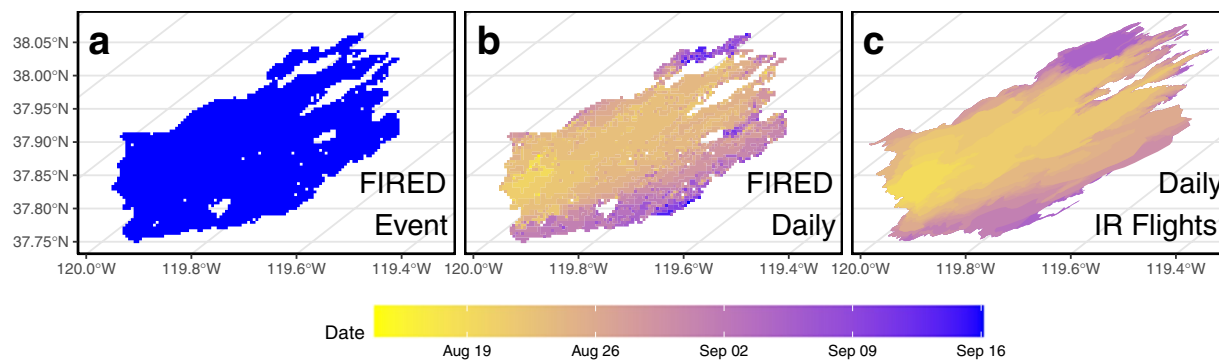 a
b
c
38.05°N
38.00°N
37.95°N
37.90°N
37.85°N
37.80°N
37.75°N
FIRED
Event
FIRED
Daily
Daily
IR Flights
120.0°W 119.8°W 119.6°W 119.4°W 120.0°W 119.8°W 119.6°W 119.4°W 120.0°W 119.8°W 119.6°W 119.4°W
Date
Aug 19 Aug 26 Sep 02 Sep 09 Sep 16